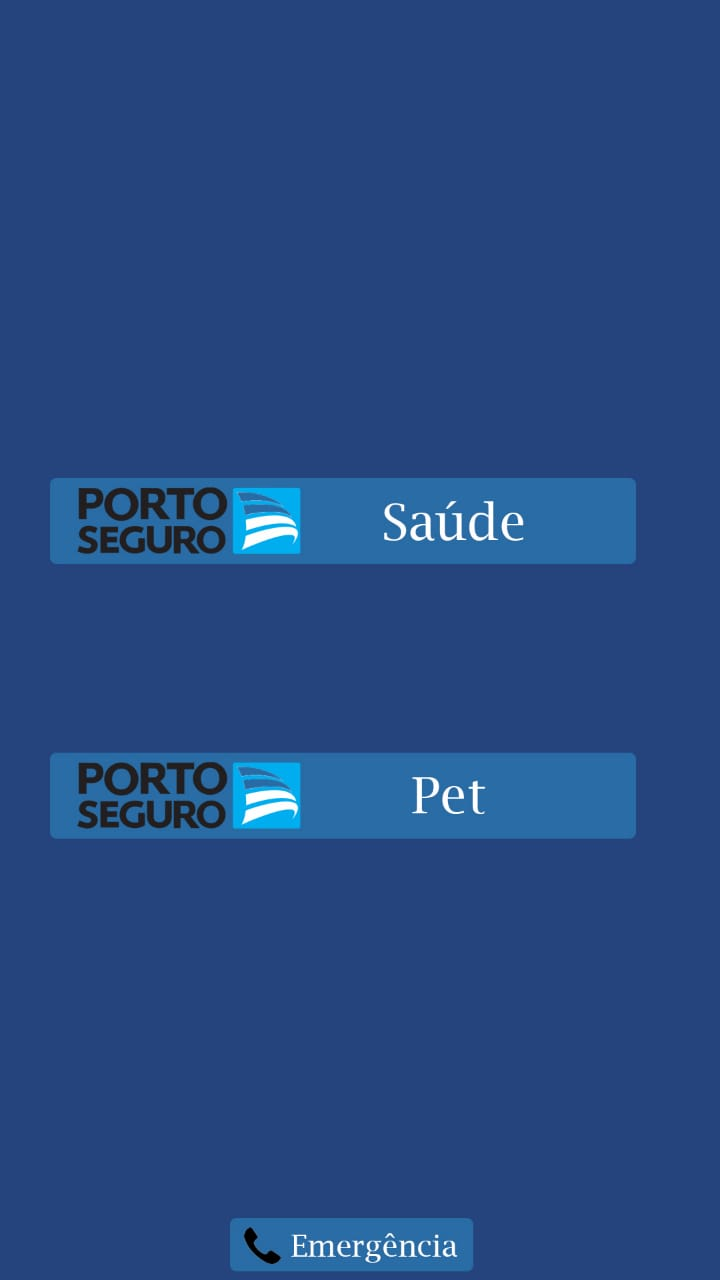 PORTO
SEGURO
Saúde
PORTO
SEGURO
Pet
Emergência